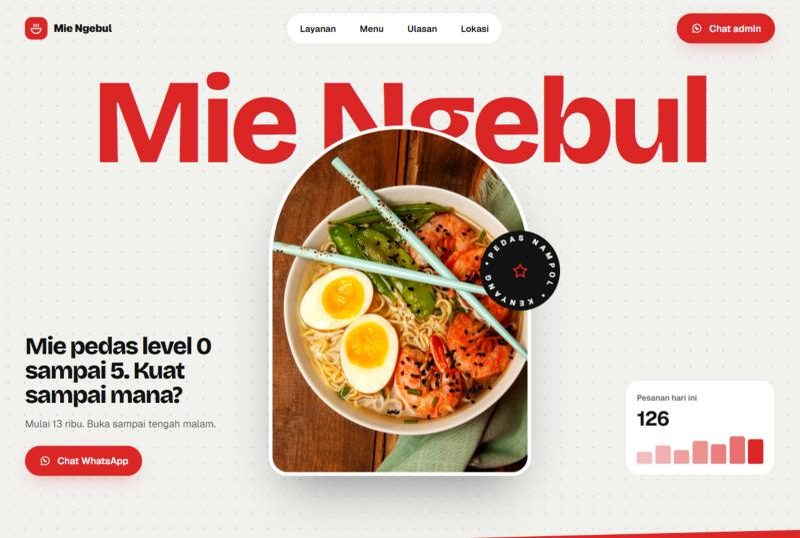 Mie Ngebul
Layanan
Menu
Ulasan
Lokasi
Chat admin
Mie Ngebul
PEDAS NAMPOL • KENYANG •
Mie pedas level 0
sampai 5. Kuat
sampai mana?
Mulai 13 ribu. Buka sampai tengah malam.
Chat WhatsApp
Pesanan hari ini
126